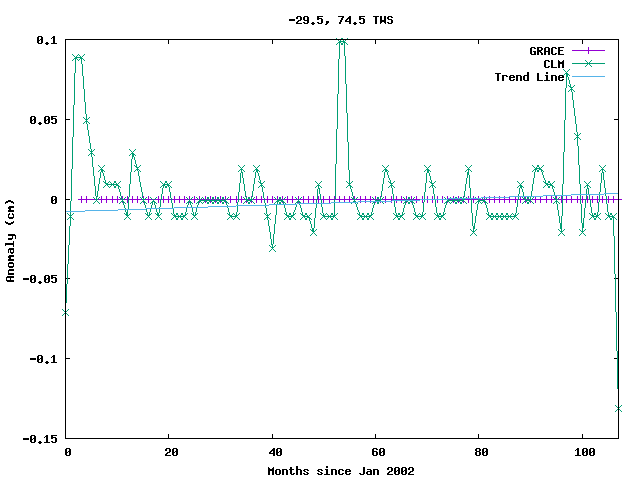 -29.5, 74.5 TWS
GRACE
CLM
Trend Line
0.1
0.05
0
-0.05
-0.1
-0.15
Anomaly (cm)
0 20 40 60 80 100
Months since Jan 2002